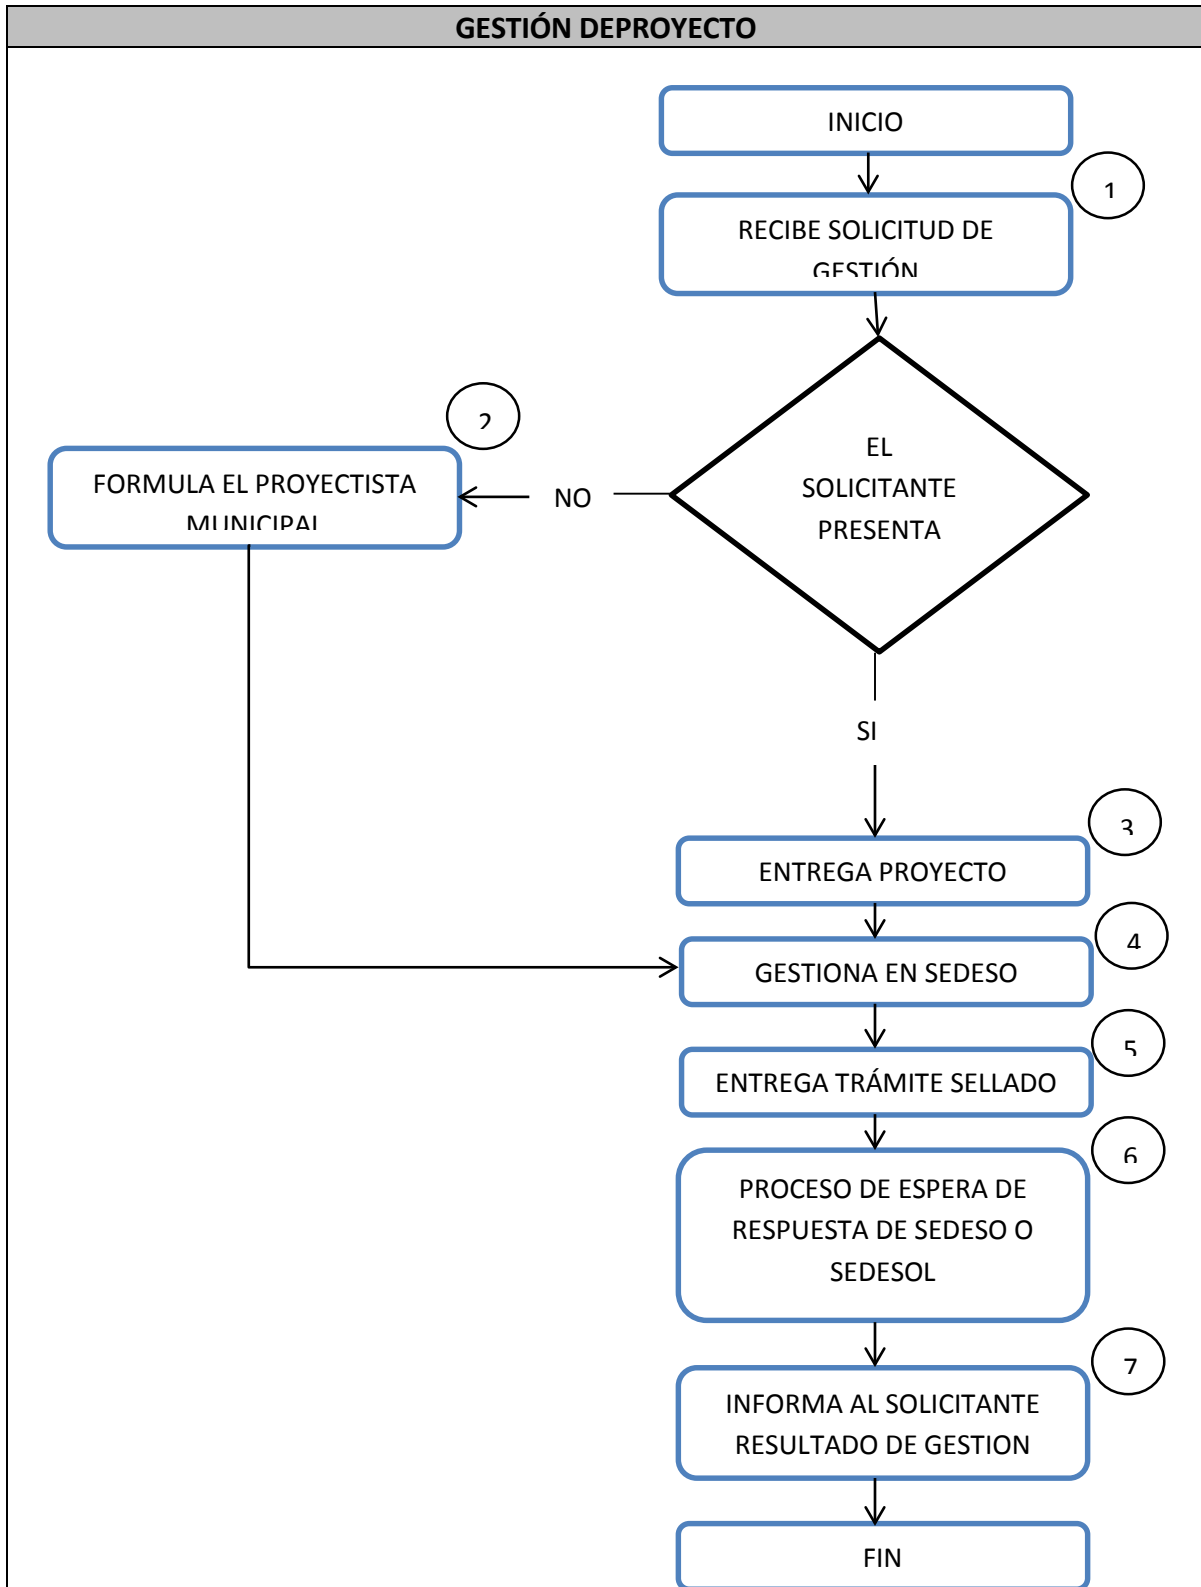 GESTIÓN DEPROYECTO
INICIO
1
RECIBE SOLICITUD DE
GESTIÓN
2
FORMULA EL PROYECTISTA
MUNICIPAL
NO
EL
SOLICITANTE
PRESENTA
SI
3
ENTREGA PROYECTO
4
GESTIONA EN SEDESO
5
ENTREGA TRÁMITE SELLADO
6
PROCESO DE ESPERA DE
RESPUESTA DE SEDESO O
SEDESOL
7
INFORMA AL SOLICITANTE
RESULTADO DE GESTION
FIN